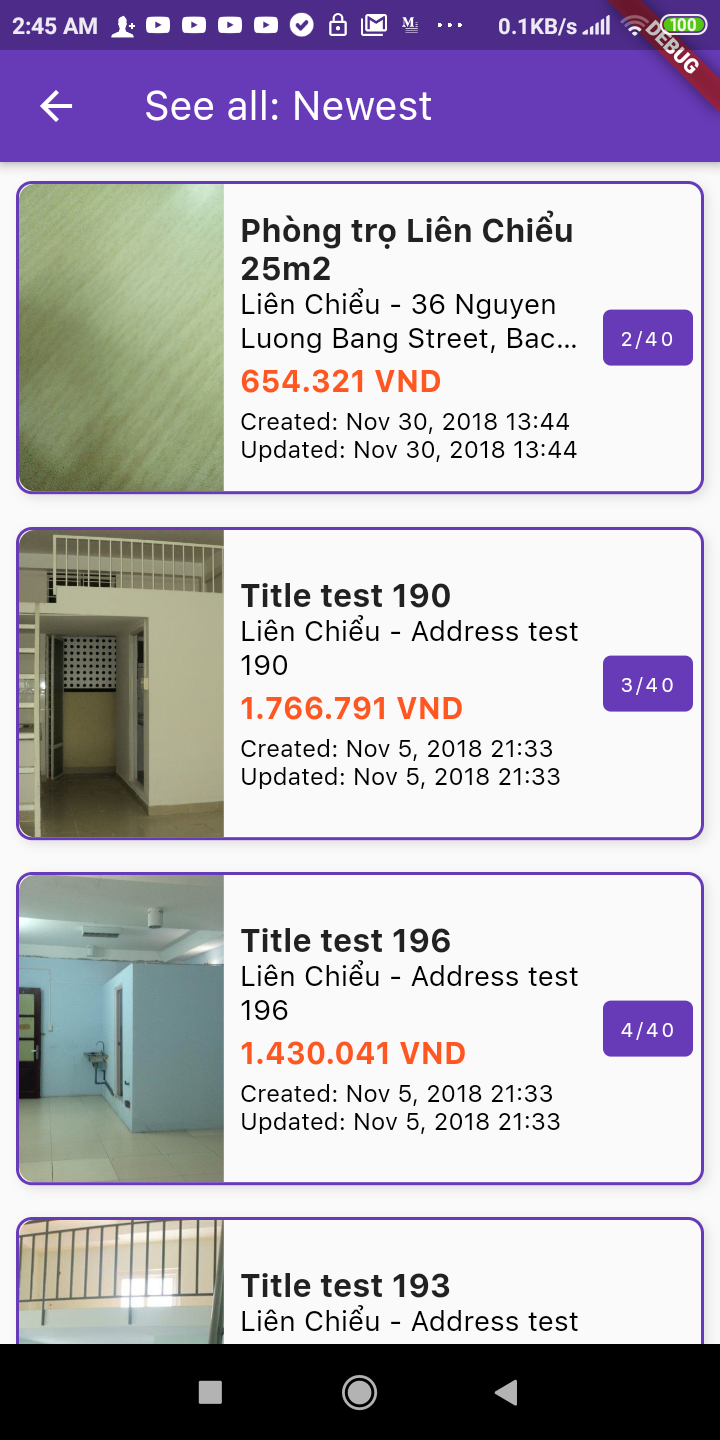 2:45 AM
0.1KB/s
100
DEBUG
See all: Newest
Phòng trọ Liên Chiểu
25m2
Liên Chiểu - 36 Nguyen
Luong Bang Street, Bac...
654.321 VND
Created: Nov 30, 2018 13:44
Updated: Nov 30, 2018 13:44
2/40
Title test 190
Liên Chiểu - Address test
190
1.766.791 VND
Created: Nov 5, 2018 21:33
Updated: Nov 5, 2018 21:33
3/40
Title test 196
Liên Chiểu - Address test
196
1.430.041 VND
Created: Nov 5, 2018 21:33
Updated: Nov 5, 2018 21:33
4/40
Title test 193
Liên Chiểu - Address test